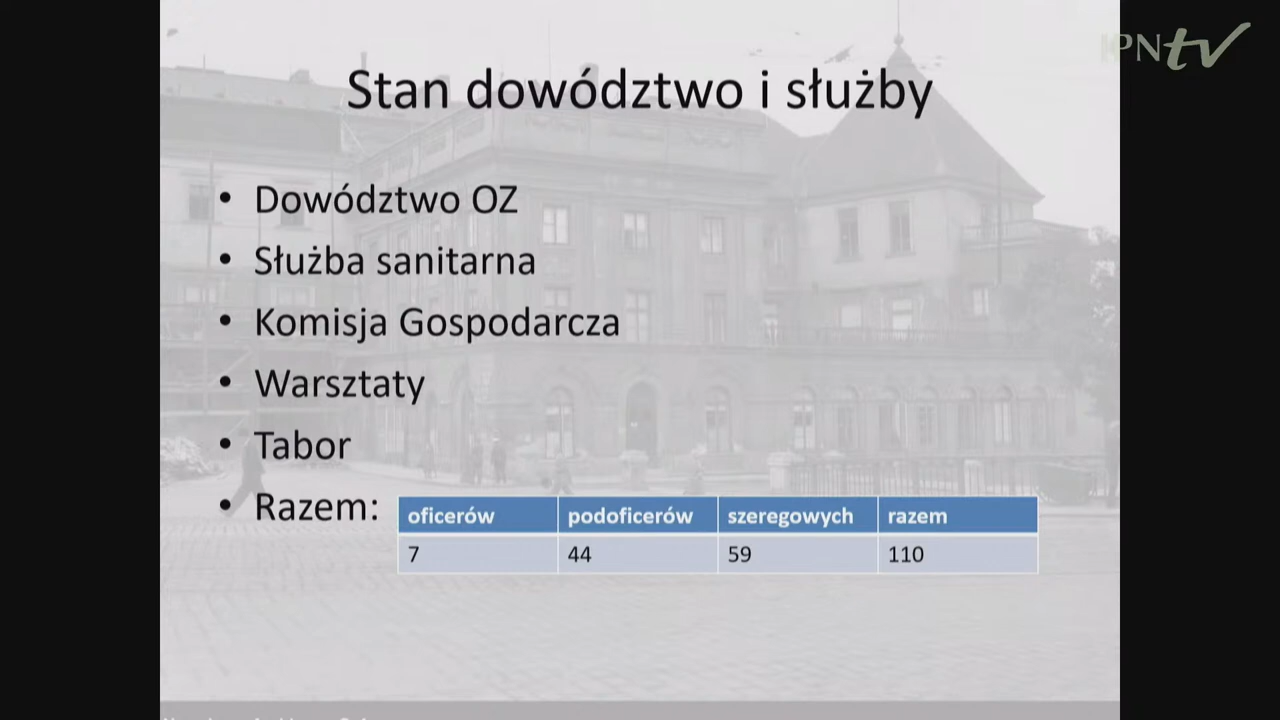 IPNtv
Stan dowództwo i służby
• Dowództwo OZ
• Służba sanitarna
• Komisja Gospodarcza
• Warsztaty
• Tabor
• Razem:
oficerów podoficerów szeregowych razem
7 44 59 110